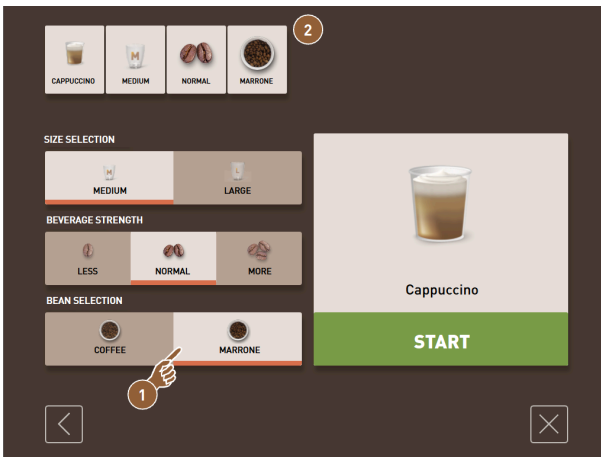 2
CAPPUCCINO MEDIUM NORMAL MARRONE
SIZE SELECTION
MEDIUM LARGE
BEVERAGE STRENGTH
LESS NORMAL MORE
Cappuccino
BEAN SELECTION
START
COFFEE MARRONE
1